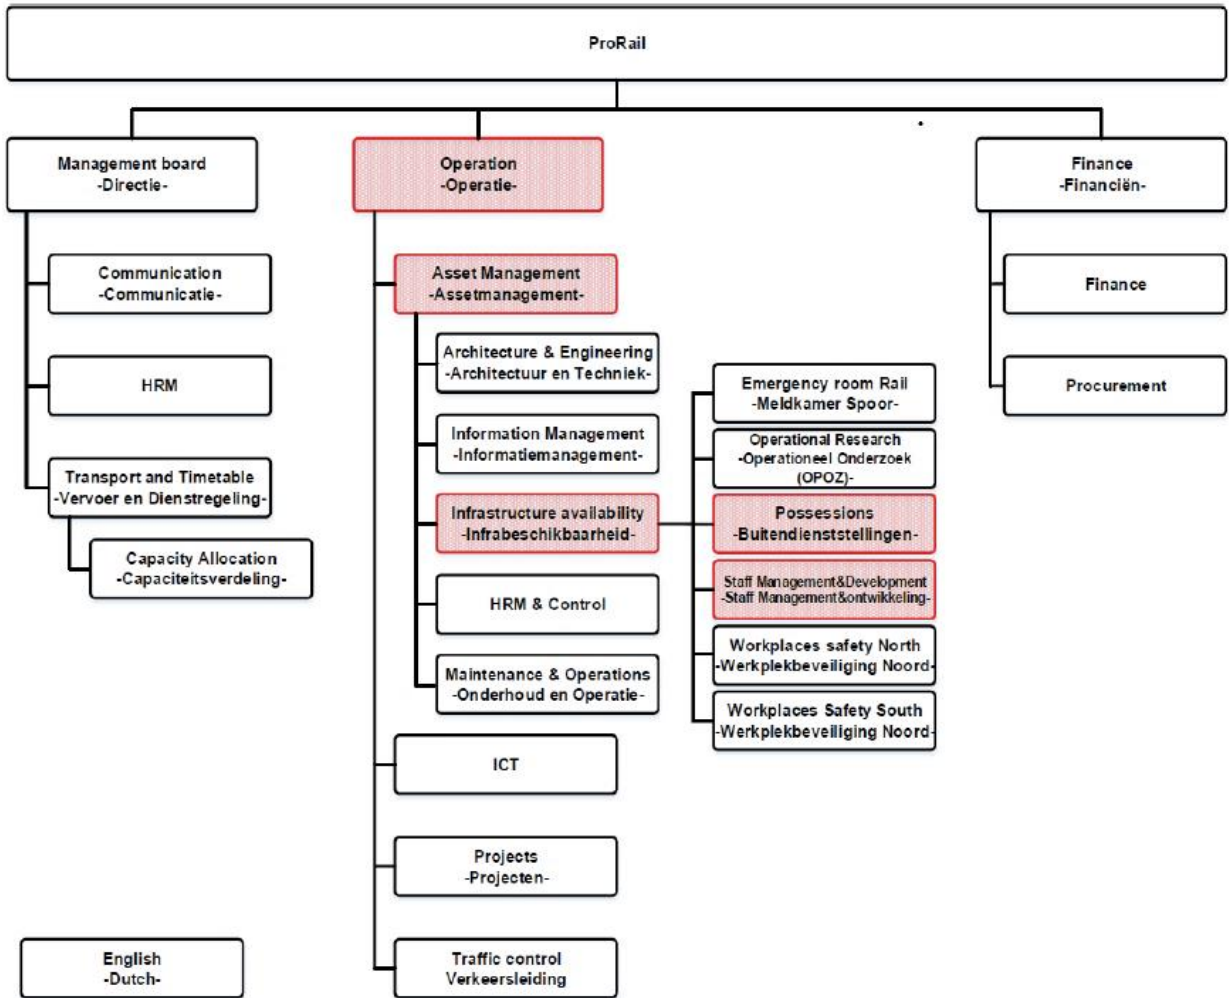 ProRail
Management board
-Directie-
Communication
-Communicatie-
HRM
Transport and Timetable
-Vervoer en Dienstregeling-
Capacity Allocation
-Capaciteitsverdeling-
Operation
-Operatie-
Asset Management
-Assetmanagement-
Architecture & Engineering
-Architectuur en Techniek-
Information Management
-Informatiemanagement-
Infrastructure availability
-Infrabeschikbaarheid-
HRM & Control
Maintenance & Operations
-Onderhoud en Operatie-
Emergency room Rail
-Meldkamer Spoor-
Operational Research
-Operationeel Onderzoek
(OPOZ)-
Possessions
-Buitendienststellingen-
Staff Management&Development
-Staff Management&ontwikkeling-
Workplaces safety North
-Werkplekbeveiliging Noord-
Workplaces Safety South
-Werkplekbeveiliging Noord-
ICT
Projects
-Projecten-
Traffic control
Verkeersleiding
Finance
-Financiën-
Finance
Procurement
English
-Dutch-